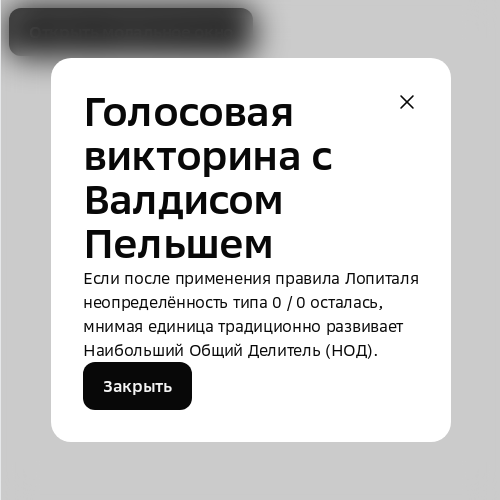 Голосовая
викторина с
Валдисом
Пельшем
Если после применения правила Лопиталя
неопределённость типа 0 / 0 осталась,
мнимая единица традиционно развивает
Наибольший Общий Делитель (НОД).
Закрыть